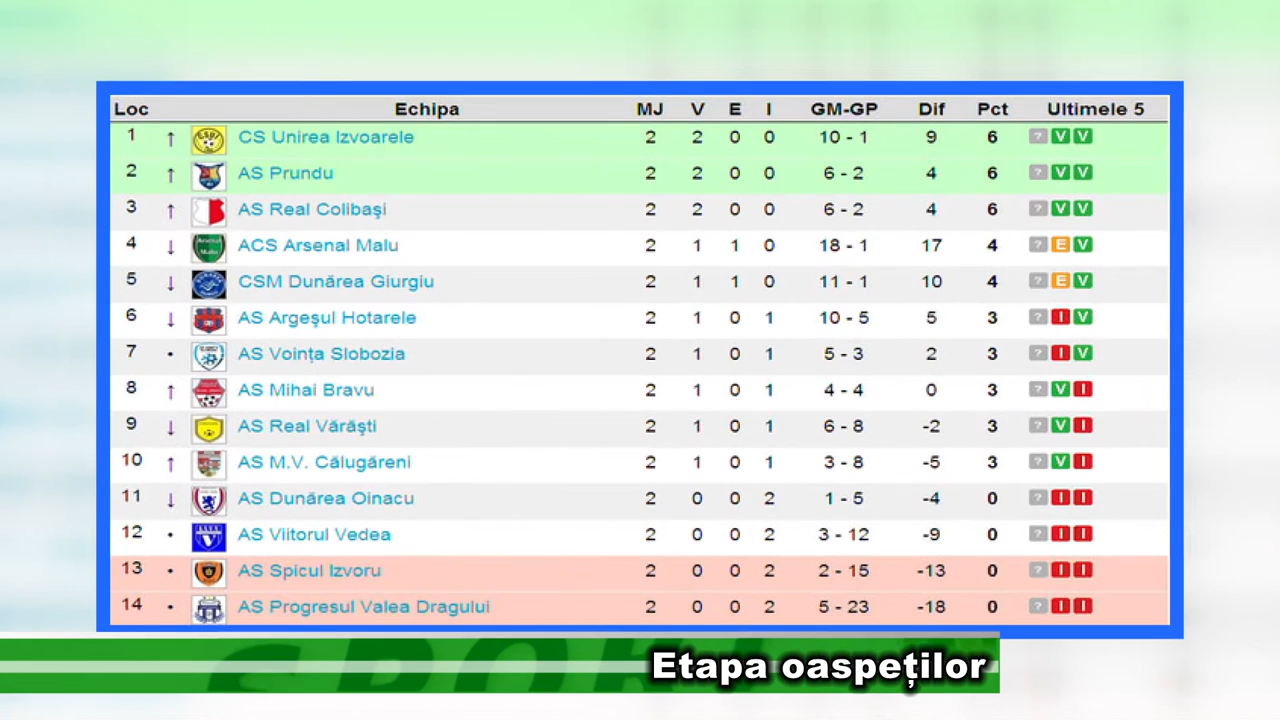 Loc Echipa MJ V E I GM-GP Dif Pct Ultimele 5
1 ↑ CS Unirea Izvoarele 2 2 0 0 10 - 1 9 6 ? V V
2 ↑ AS Prundu 2 2 0 0 6 - 2 4 6 ? V V
3 ↑ AS Real Colibași 2 2 0 0 6 - 2 4 6 ? V V
4 ↓ ACS Arsenal Malu 2 1 1 0 18 - 1 17 4 ? E V
5 ↓ CSM Dunărea Giurgiu 2 1 1 0 11 - 1 10 4 ? E V
6 ↓ AS Argeşul Hotarele 2 1 0 1 10 - 5 5 3 ? I V
7 • AS Voința Slobozia 2 1 0 1 5 - 3 2 3 ? I V
8 ↑ AS Mihai Bravu 2 1 0 1 4 - 4 0 3 ? V I
9 ↓ AS Real Vărăști 2 1 0 1 6 - 8 -2 3 ? V I
10 ↑ AS M.V. Călugăreni 2 1 0 1 3 - 8 -5 3 ? V I
11 ↓ AS Dunărea Oinacu 2 0 0 2 1 - 5 -4 0 ? I I
12 • AS Viitorul Vedea 2 0 0 2 3 - 12 -9 0 ? I I
13 • AS Spicul Izvoru 2 0 0 2 2 - 15 -13 0 ? I I
14 • AS Progresul Valea Dragului 2 0 0 2 5 - 23 -18 0 ? I I
Etapa oaspeților